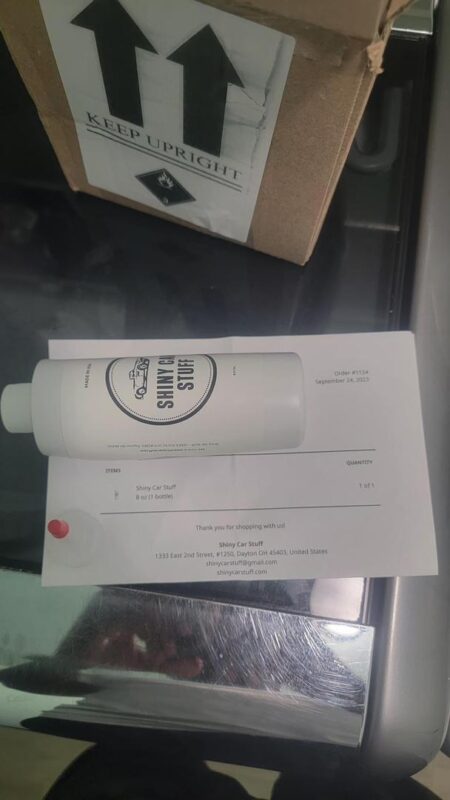 KEEP UPRIGHT
SHINY CAR
STUFF
Order #1154
September 24, 2023
ITEMS
QUANTITY
Shiny Car Stuff
8 oz (1 bottle)
1 of 1
Thank you for shopping with us!
Shiny Car Stuff
1333 East 2nd Street, #1250, Dayton OH 45403, United States
shinycarstuff@gmail.com
shinycarstuff.com